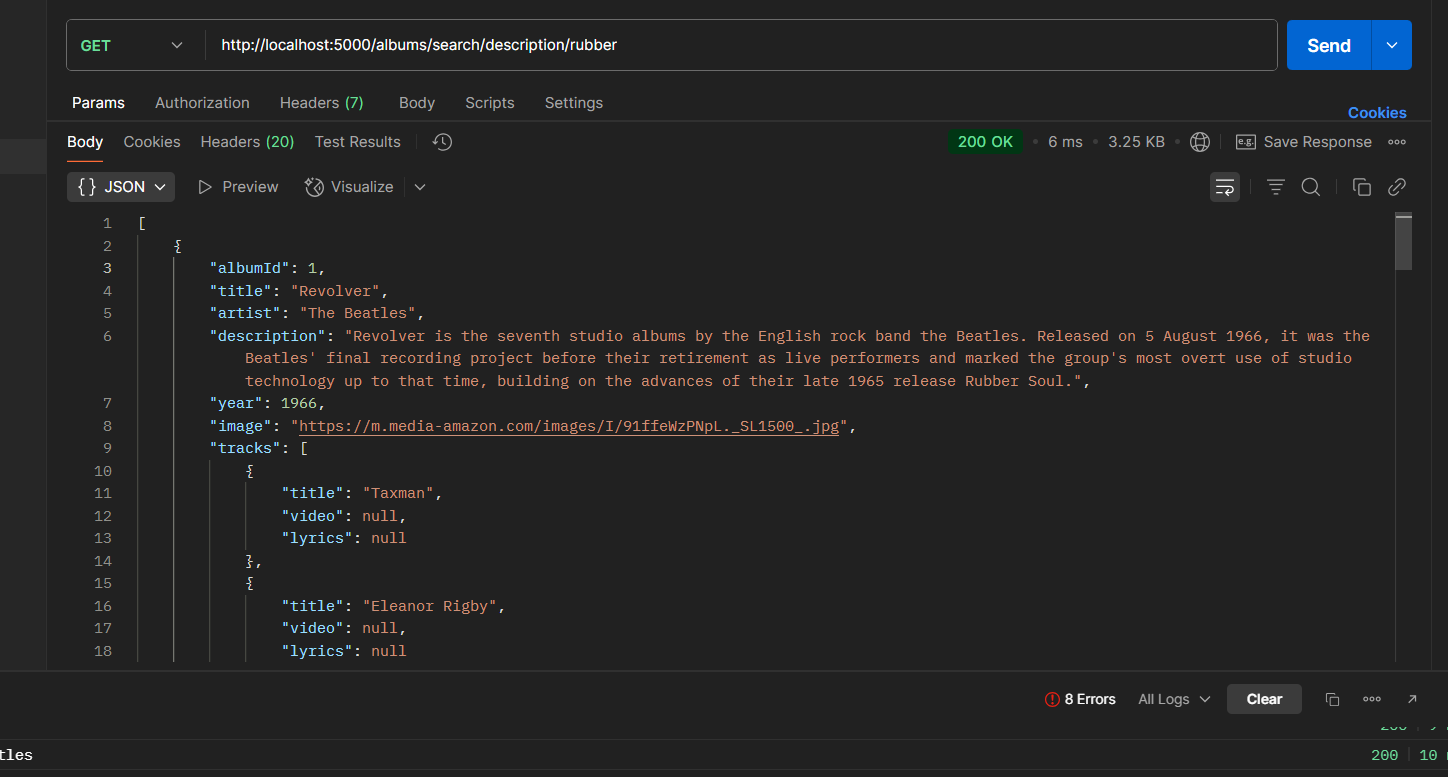 GET http://localhost:5000/albums/search/description/rubber Send
Params Authorization Headers (7) Body Scripts Settings
Cookies
Body Cookies Headers (20) Test Results 200 OK • 6 ms • 3.25 KB • e.g. Save Response
{} JSON Preview Visualize
1 [
2 {
3 "albumId": 1,
4 "title": "Revolver",
5 "artist": "The Beatles",
6 "description": "Revolver is the seventh studio albums by the English rock band the Beatles. Released on 5 August 1966, it was the
Beatles' final recording project before their retirement as live performers and marked the group's most overt use of studio
technology up to that time, building on the advances of their late 1965 release Rubber Soul.",
7 "year": 1966,
8 "image": "https://m.media-amazon.com/images/I/91ffeWzPNpL._SL1500_.jpg",
9 "tracks": [
10 {
11 "title": "Taxman",
12 "video": null,
13 "lyrics": null
14 },
15 {
16 "title": "Eleanor Rigby",
17 "video": null,
18 "lyrics": null
8 Errors All Logs Clear
tles 200 10